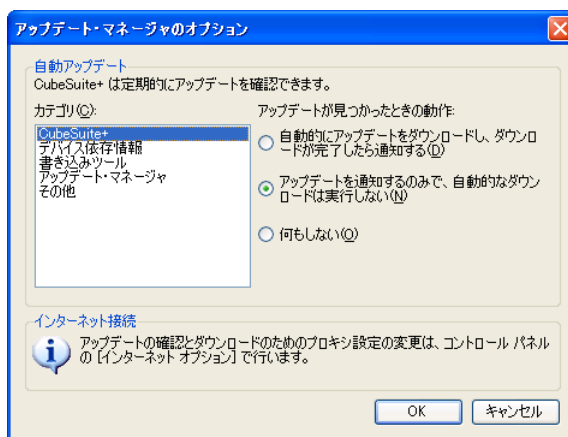 アップデート・マネージャのオプション
自動アップデート
CubeSuite+ は定期的にアップデートを確認できます。
カテゴリ(C):
CubeSuite+
デバイス依存情報
書き込みツール
アップデート・マネージャ
その他
アップデートが見つかったときの動作:
自動的にアップデートをダウンロードし、ダウンロ
ードが完了したら通知する(D)
アップデートを通知するのみで、自動的なダウン
ロードは実行しない(N)
何もしない(O)
インターネット接続
アップデートの確認とダウンロードのためのプロキシ設定の変更は、コントロール パネル
の [インターネット オプション] で行います。
OK
キャンセル